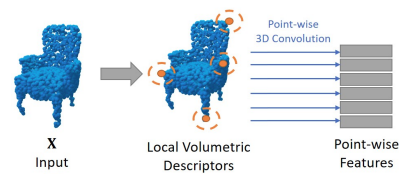 Point-wise
3D Convolution
X
Input
Local Volumetric
Descriptors
Point-wise
Features